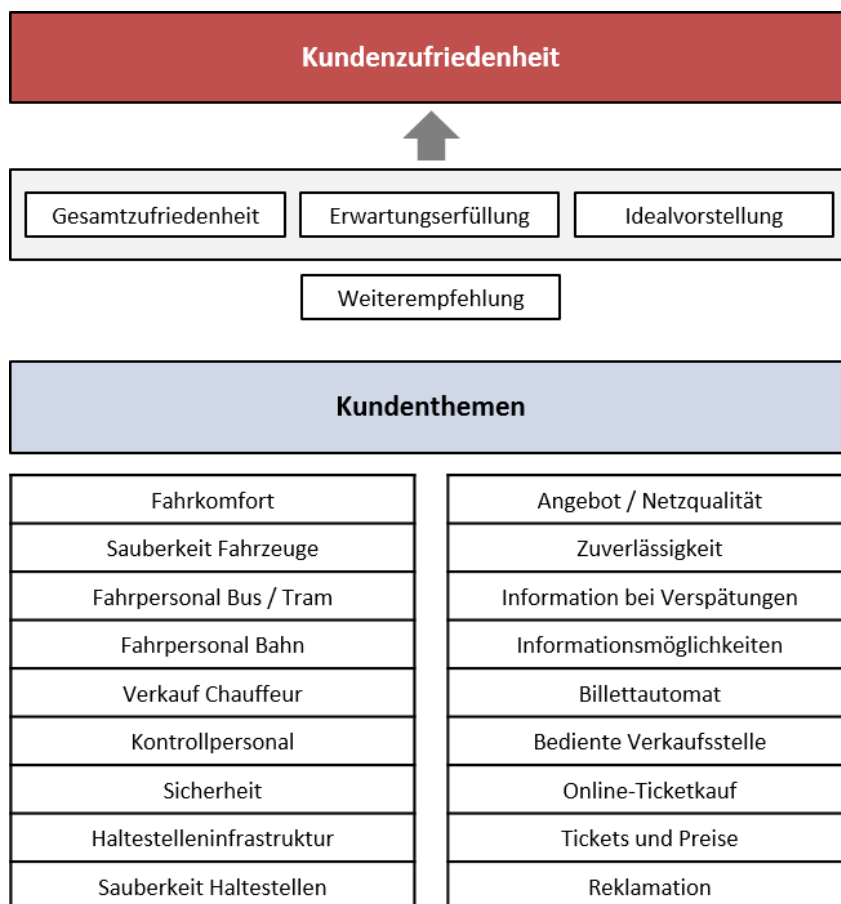 Kundenzufriedenheit
Gesamtzufriedenheit
Erwartungserfüllung
Idealvorstellung
Weiterempfehlung
Kundenthemen
Fahrkomfort
Sauberkeit Fahrzeuge
Fahrpersonal Bus / Tram
Fahrpersonal Bahn
Verkauf Chauffeur
Kontrollpersonal
Sicherheit
Haltestelleninfrastruktur
Sauberkeit Haltestellen
Angebot / Netzqualität
Zuverlässigkeit
Information bei Verspätungen
Informationsmöglichkeiten
Billettautomat
Bediente Verkaufsstelle
Online-Ticketkauf
Tickets und Preise
Reklamation